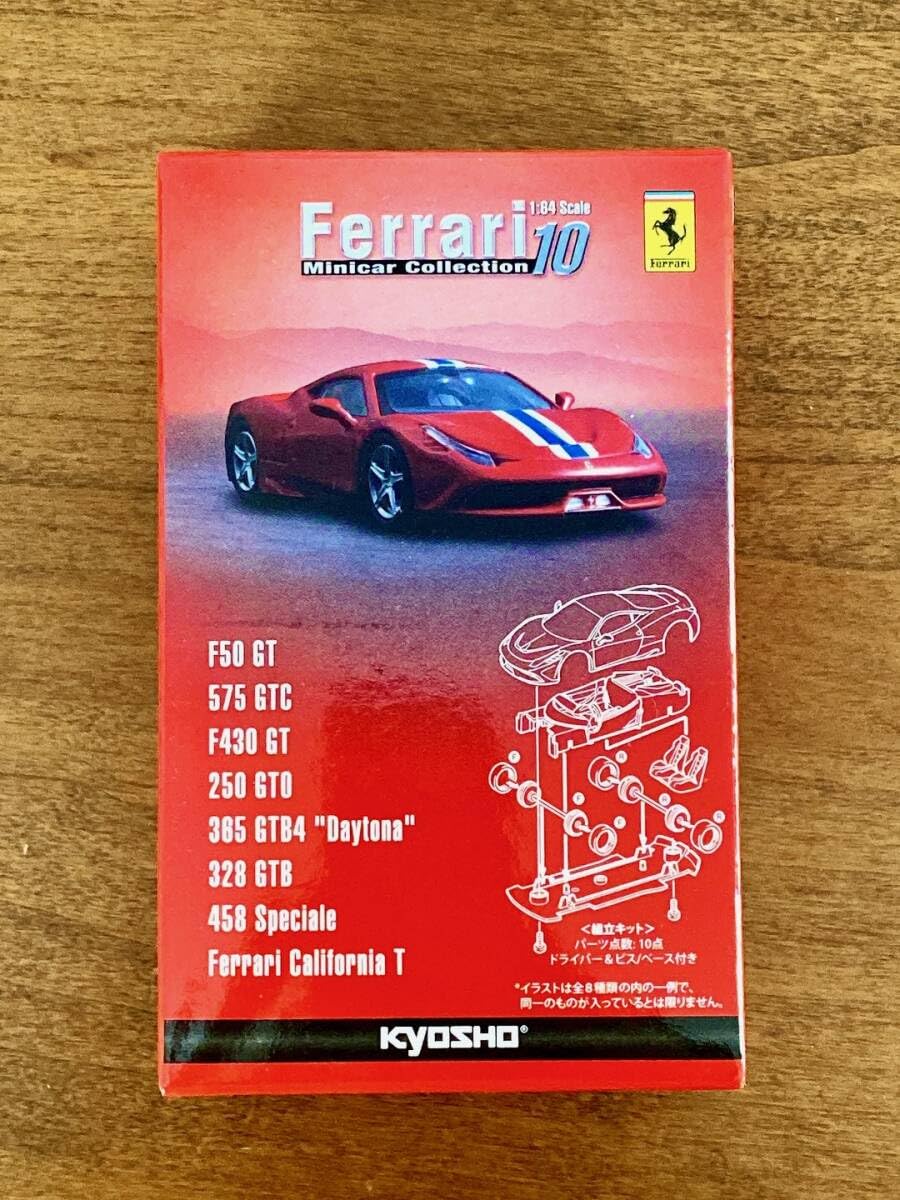 1:64 Scale
Ferrari 10
Minicar Collection
Ferrari
F50 GT
575 GTC
F430 GT
250 GTO
365 GTB4 "Daytona"
328 GTB
458 Speciale
Ferrari California T
F
R
F
R
F
R
<組立キット>
パーツ点数: 10点
ドライバー&ビス/ベース付き
*イラストは全8種類の内の一例で、
同一のものが入っているとは限りません。
KYOSHO®